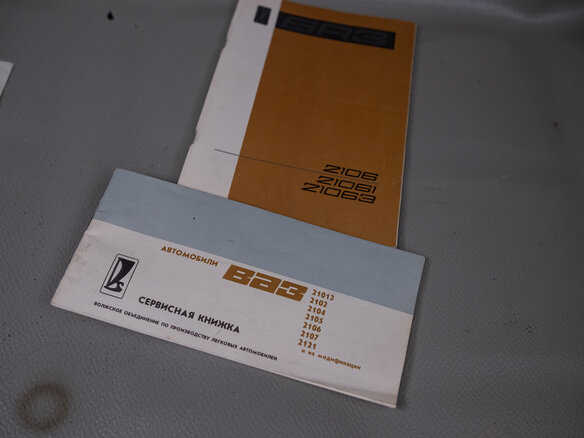 ВАЗ
2106
21061
21063
АВТОМОБИЛИ
ВАЗ
21013
2102
2104
2105
2106
2107
2121
и их модификации
СЕРВИСНАЯ КНИЖКА
ВОЛЖСКОЕ ОБЪЕДИНЕНИЕ ПО ПРОИЗВОДСТВУ ЛЕГКОВЫХ АВТОМОБИЛЕЙ